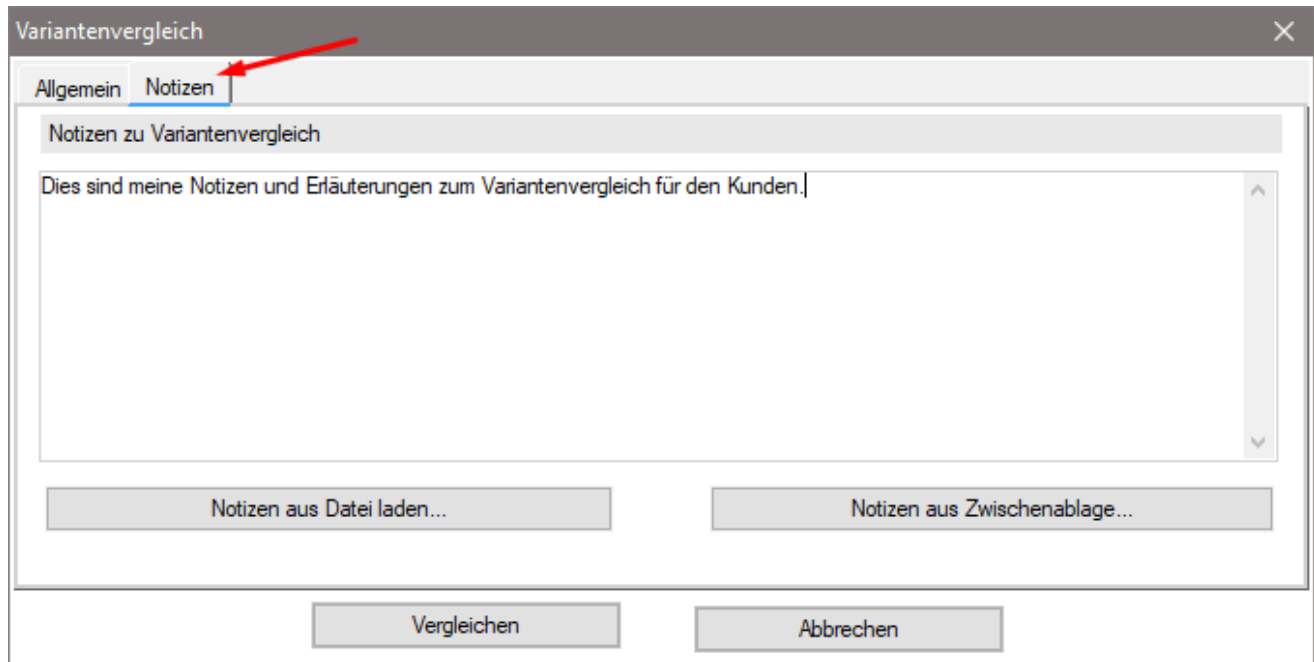 Variantenvergleich
Allgemein Notizen
Notizen zu Variantenvergleich
Dies sind meine Notizen und Erläuterungen zum Variantenvergleich für den Kunden.
Notizen aus Datei laden... Notizen aus Zwischenablage...
Vergleichen Abbrechen